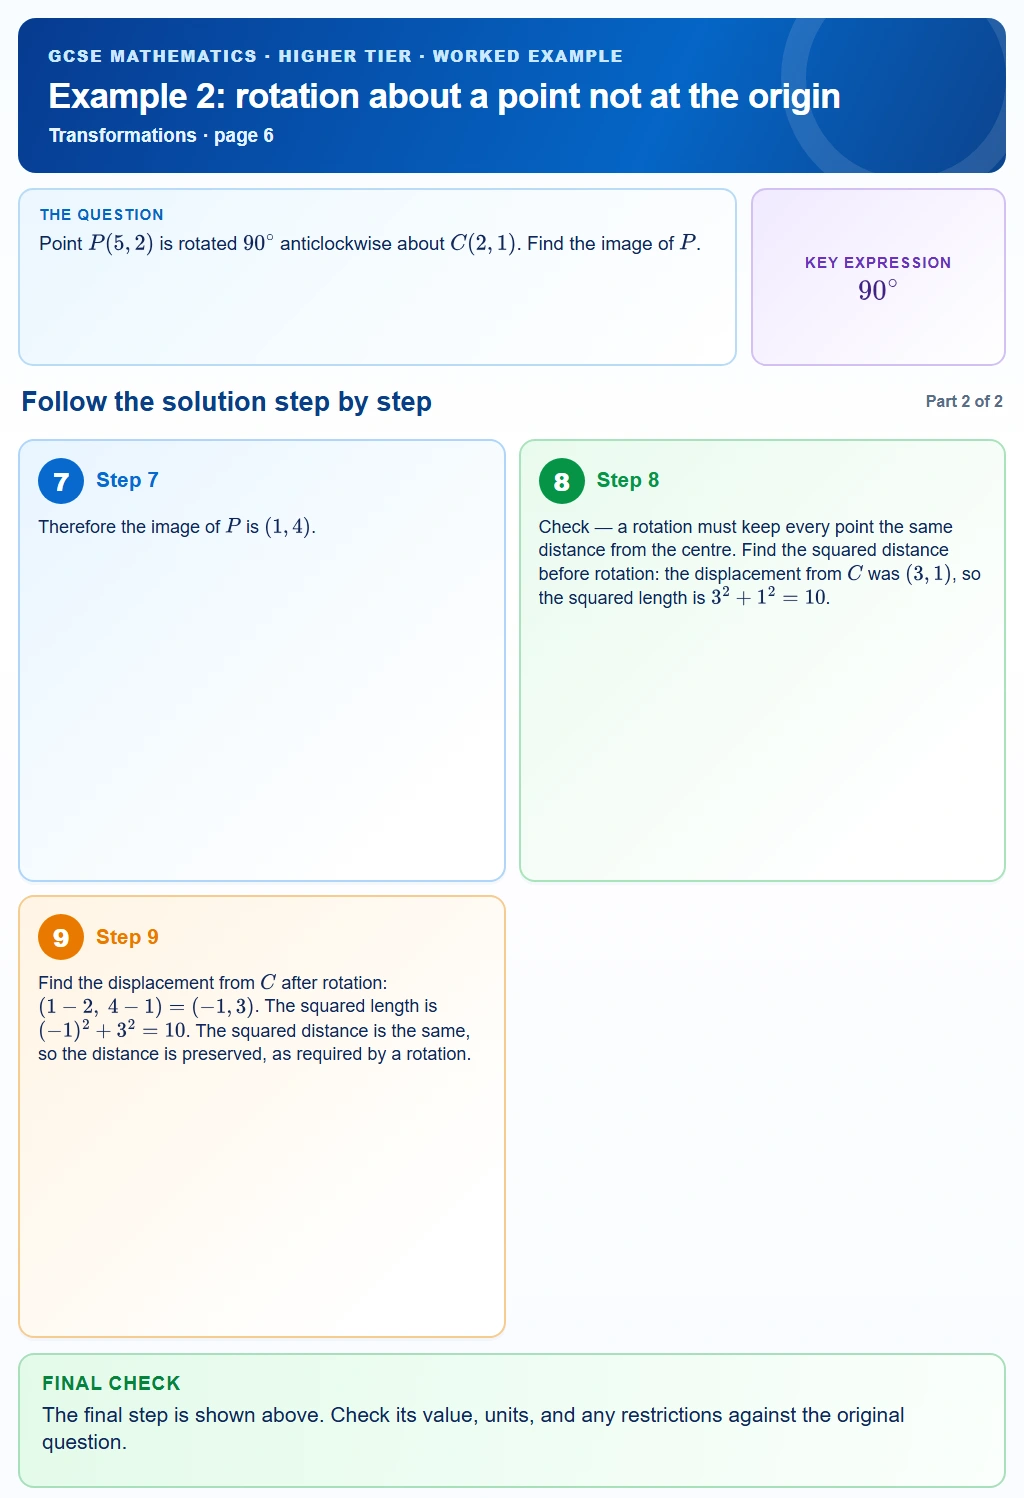 GCSE MATHEMATICS · HIGHER TIER · WORKED EXAMPLE
Example 2: rotation about a point not at the origin
Transformations · page 6
THE QUESTION
Point P(5, 2) is rotated 90° anticlockwise about C(2, 1). Find the image of P.
KEY EXPRESSION
90°
Follow the solution step by step
Part 2 of 2
7 Step 7
Therefore the image of P is (1, 4).
8 Step 8
Check — a rotation must keep every point the same
distance from the centre. Find the squared distance
before rotation: the displacement from C was (3, 1), so
the squared length is 3² + 1² = 10.
9 Step 9
Find the displacement from C after rotation:
(1 − 2, 4 − 1) = (−1, 3). The squared length is
(−1)² + 3² = 10. The squared distance is the same,
so the distance is preserved, as required by a rotation.
FINAL CHECK
The final step is shown above. Check its value, units, and any restrictions against the original
question.